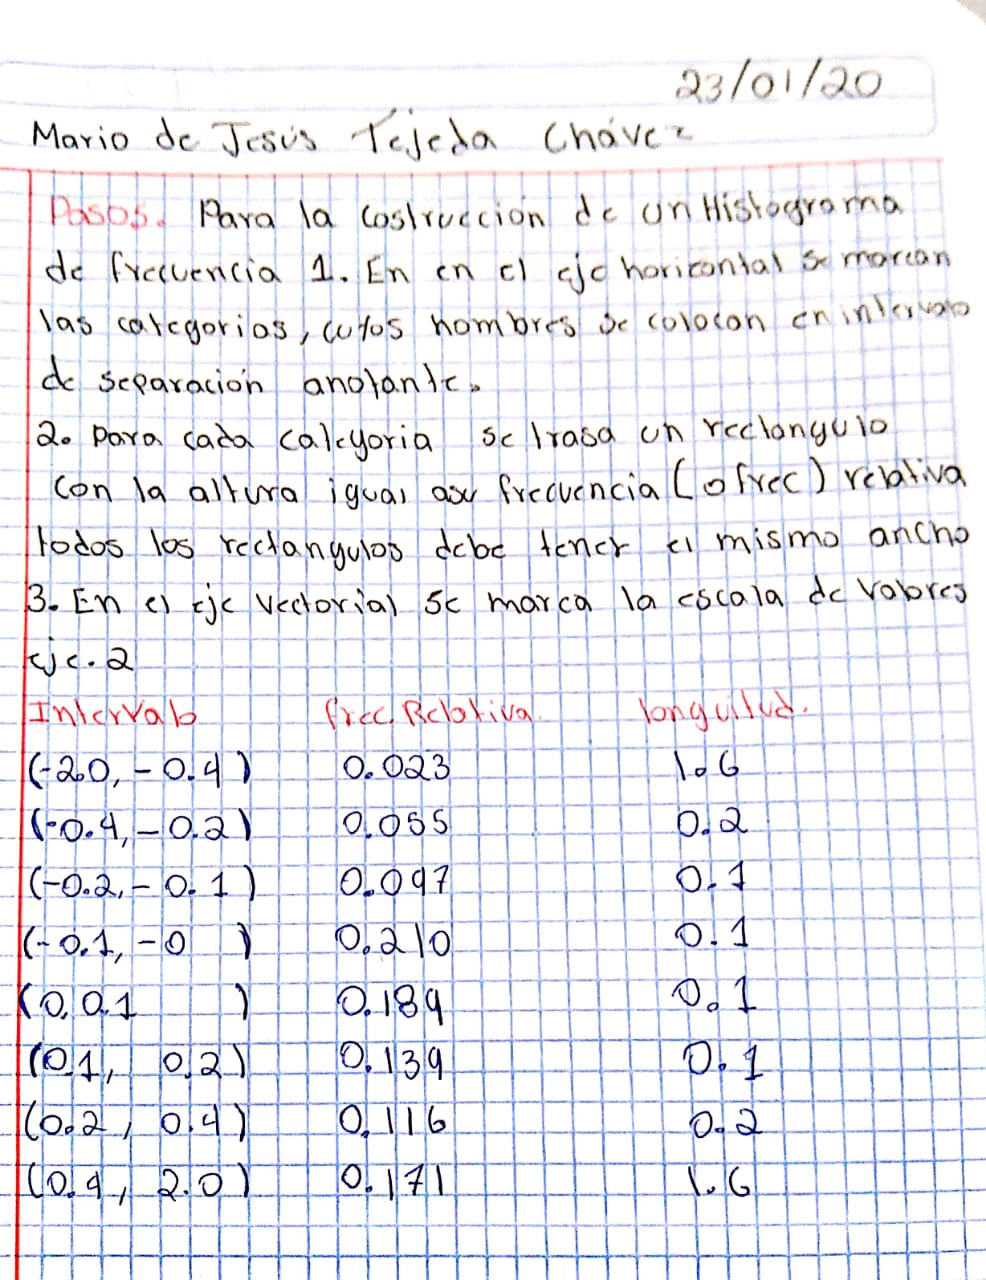 23/01/20
Mario de Jesús Tejeda Chávez
Pasos. Para la costrucción de un Histograma
de frecuencia 1. En en el eje horizontal se marcan
las categorias, cuyos nombres se colocan en intervalo
de separación anotante.
2. para cada categoria se trasa un rectangulo
con la altura igual asu frecuencia (o frec) relativa
todos los rectangulos debe tener el mismo ancho
3. En el eje Vectorial se marca la escala de Valores
eje. 2
Intervalo frec. Relativa. longuitud.
(-2.0, - 0.4) 0.023 1.6
(-0.4, - 0.2) 0.055 0.2
(-0.2, - 0.1) 0.097 0.1
(-0.1, -0 ) 0.210 0.1
(0, 0.1 ) 0.189 0.1
(0.1, 0.2) 0.139 0.1
(0.2, 0.4) 0.116 0.2
(0.4, 2.0) 0.171 1.6